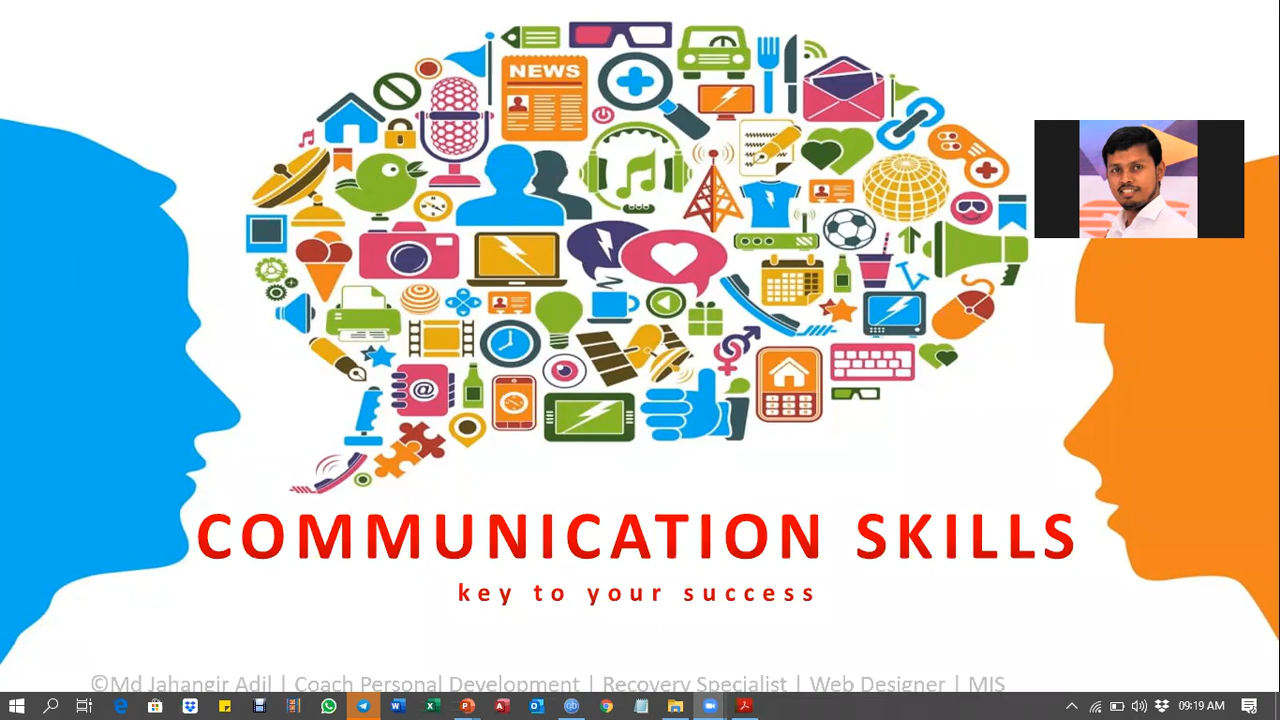 NEWS
@
COMMUNICATION SKILLS
key to your success
©Md Jahangir Adil | Coach Personal Development | Recovery Specialist | Web Designer | MIS
09:19 AM